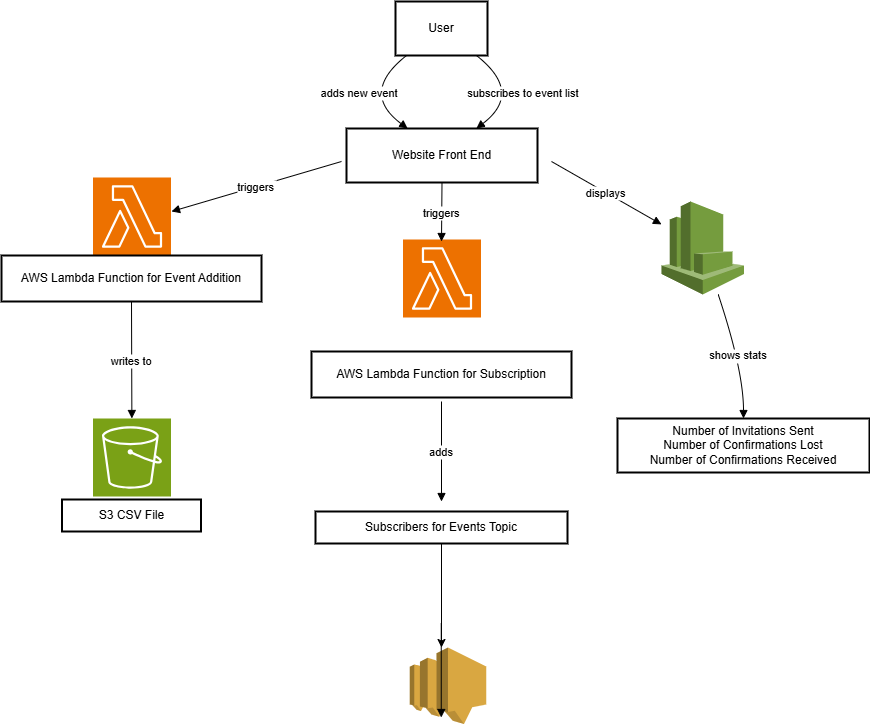 User
adds new event
subscribes to event list
Website Front End
triggers
triggers
displays
AWS Lambda Function for Event Addition
writes to
shows stats
AWS Lambda Function for Subscription
Number of Invitations Sent
Number of Confirmations Lost
Number of Confirmations Received
adds
S3 CSV File
Subscribers for Events Topic